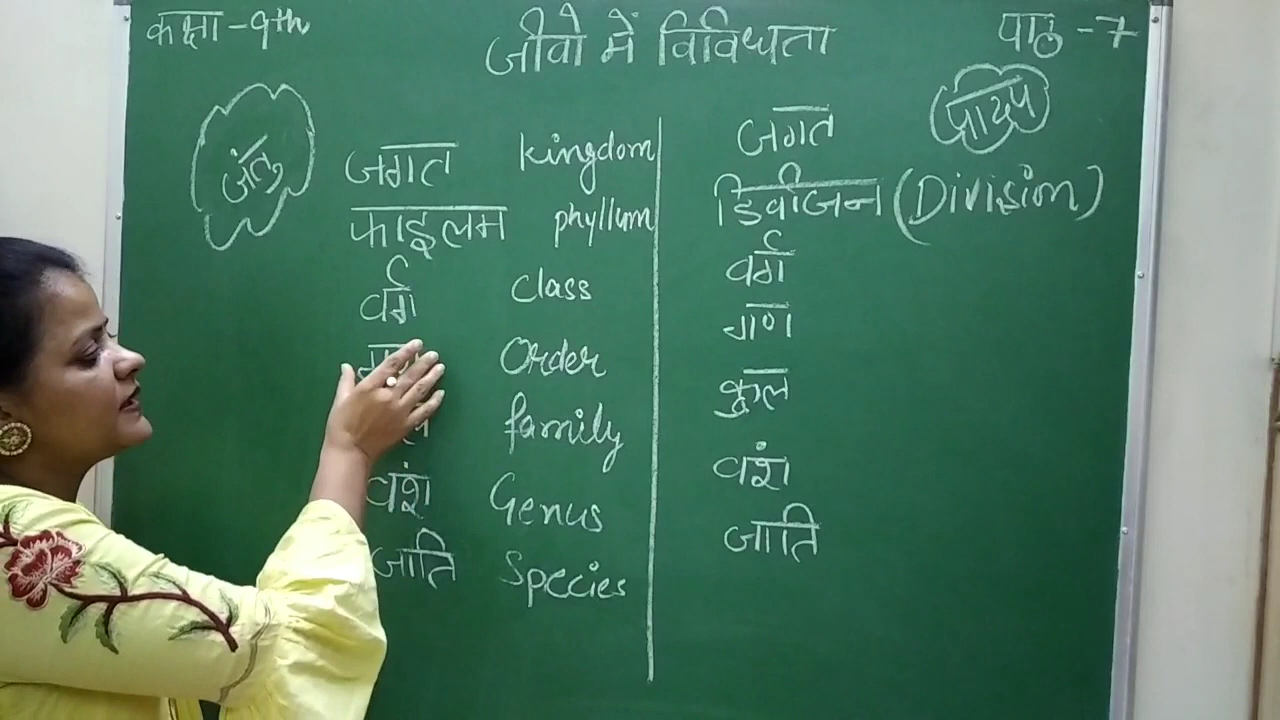 कक्षा - 9th
जीवो में विविधता
पाठ - 7
जंतु
जगत kingdom
फाइलम phyllum
वर्ग class
Order
family
वंश Genus
जाति Species
पादप
जगत
डिवीजन (Division)
वर्ग
गण
कुल
वंश
जाति